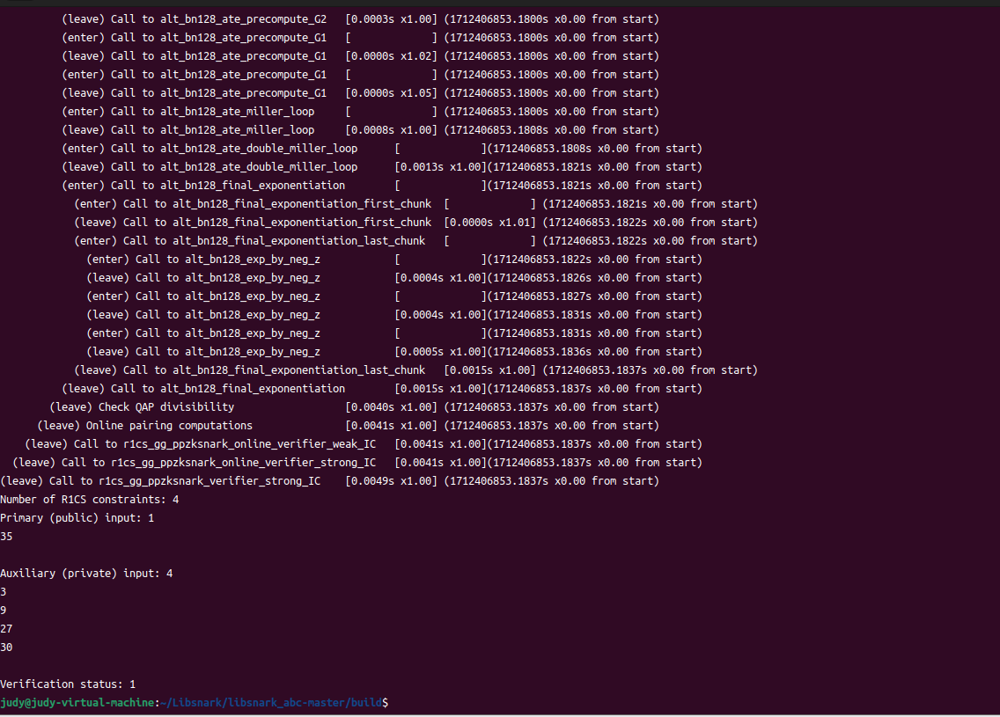 (leave) Call to alt_bn128_ate_precompute_G2   [0.0003s x1.00] (1712406853.1800s x0.00 from start)
(enter) Call to alt_bn128_ate_precompute_G1   [             ] (1712406853.1800s x0.00 from start)
(leave) Call to alt_bn128_ate_precompute_G1   [0.0000s x1.02] (1712406853.1800s x0.00 from start)
(enter) Call to alt_bn128_ate_precompute_G1   [             ] (1712406853.1800s x0.00 from start)
(leave) Call to alt_bn128_ate_precompute_G1   [0.0000s x1.05] (1712406853.1800s x0.00 from start)
(enter) Call to alt_bn128_ate_miller_loop     [             ] (1712406853.1800s x0.00 from start)
(leave) Call to alt_bn128_ate_miller_loop     [0.0008s x1.00] (1712406853.1808s x0.00 from start)
(enter) Call to alt_bn128_ate_double_miller_loop      [             ](1712406853.1808s x0.00 from start)
(leave) Call to alt_bn128_ate_double_miller_loop      [0.0013s x1.00](1712406853.1821s x0.00 from start)
(enter) Call to alt_bn128_final_exponentiation        [             ](1712406853.1821s x0.00 from start)
(enter) Call to alt_bn128_final_exponentiation_first_chunk  [             ] (1712406853.1821s x0.00 from start)
(leave) Call to alt_bn128_final_exponentiation_first_chunk  [0.0000s x1.01] (1712406853.1822s x0.00 from start)
(enter) Call to alt_bn128_final_exponentiation_last_chunk   [             ] (1712406853.1822s x0.00 from start)
(enter) Call to alt_bn128_exp_by_neg_z            [             ](1712406853.1822s x0.00 from start)
(leave) Call to alt_bn128_exp_by_neg_z            [0.0004s x1.00](1712406853.1826s x0.00 from start)
(enter) Call to alt_bn128_exp_by_neg_z            [             ](1712406853.1827s x0.00 from start)
(leave) Call to alt_bn128_exp_by_neg_z            [0.0004s x1.00](1712406853.1831s x0.00 from start)
(enter) Call to alt_bn128_exp_by_neg_z            [             ](1712406853.1831s x0.00 from start)
(leave) Call to alt_bn128_exp_by_neg_z            [0.0005s x1.00](1712406853.1836s x0.00 from start)
(leave) Call to alt_bn128_final_exponentiation_last_chunk   [0.0015s x1.00] (1712406853.1837s x0.00 from start)
(leave) Call to alt_bn128_final_exponentiation        [0.0015s x1.00](1712406853.1837s x0.00 from start)
(leave) Check QAP divisibility                  [0.0040s x1.00] (1712406853.1837s x0.00 from start)
(leave) Online pairing computations               [0.0041s x1.00] (1712406853.1837s x0.00 from start)
(leave) Call to r1cs_gg_ppzksnark_online_verifier_weak_IC   [0.0041s x1.00](1712406853.1837s x0.00 from start)
(leave) Call to r1cs_gg_ppzksnark_online_verifier_strong_IC   [0.0041s x1.00](1712406853.1837s x0.00 from start)
(leave) Call to r1cs_gg_ppzksnark_verifier_strong_IC    [0.0049s x1.00] (1712406853.1837s x0.00 from start)
Number of R1CS constraints: 4
Primary (public) input: 1
35
Auxiliary (private) input: 4
3
9
27
30
Verification status: 1
judy@judy-virtual-machine:~/Libsnark/libsnark_abc-master/build$